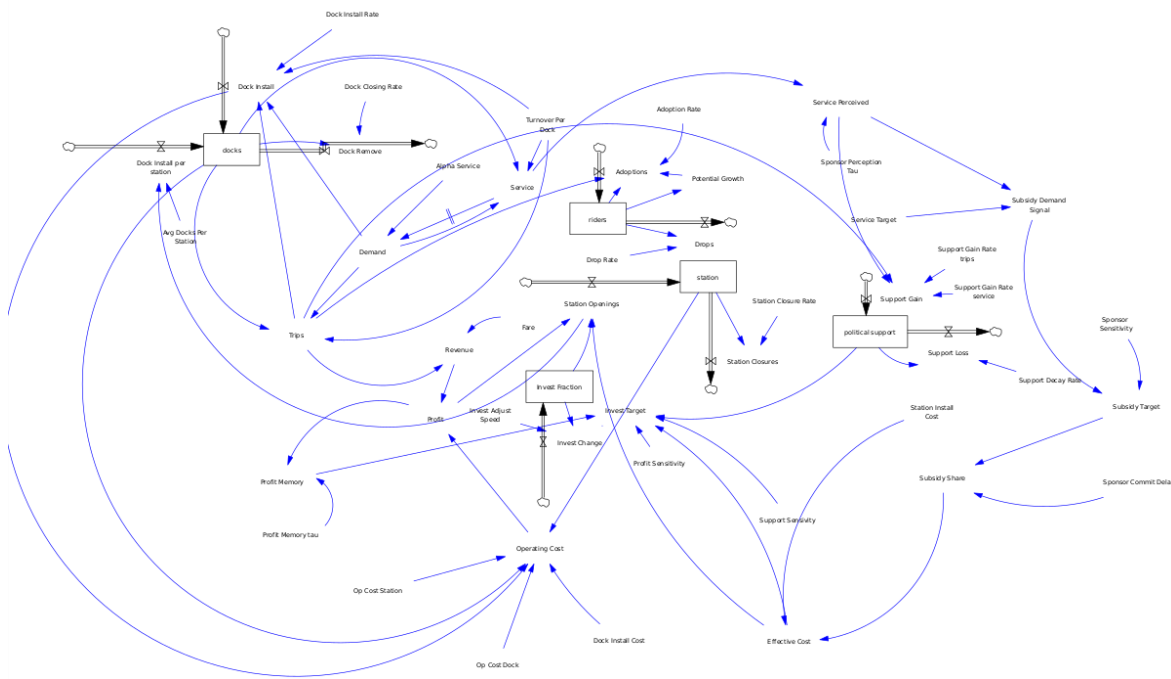 Dock Install Rate
Dock Install
Dock Closing Rate
Service Perceived
Adoption Rate
Turnover Per
Dock
docks
Dock Remove
Dock Install per
station
Alpha Service
Adoptions
Potential Growth
Sponsor Perception
Tau
Service
Subsidy Demand
Signal
riders
Service Target
Avg Docks Per
Station
Demand
Drops
Drop Rate
Support Gain Rate
trips
station
Support Gain Rate
service
Support Gain
Station Openings
Station Closure Rate
Fare
Trips
political support
Sponsor
Sensitivity
Revenue
Support Loss
Station Closures
Support Decay Rate
Invest Fraction
Profit
Invest Adjust
Speed
Invest Target
Station Install
Cost
Subsidy Target
Invest Change
Profit Sensitivity
Profit Memory
Subsidy Share
Sponsor Commit Dela
Support Sensivity
Profit Memory tau
Operating Cost
Op Cost Station
Dock Install Cost
Effective Cost
Op Cost Dock